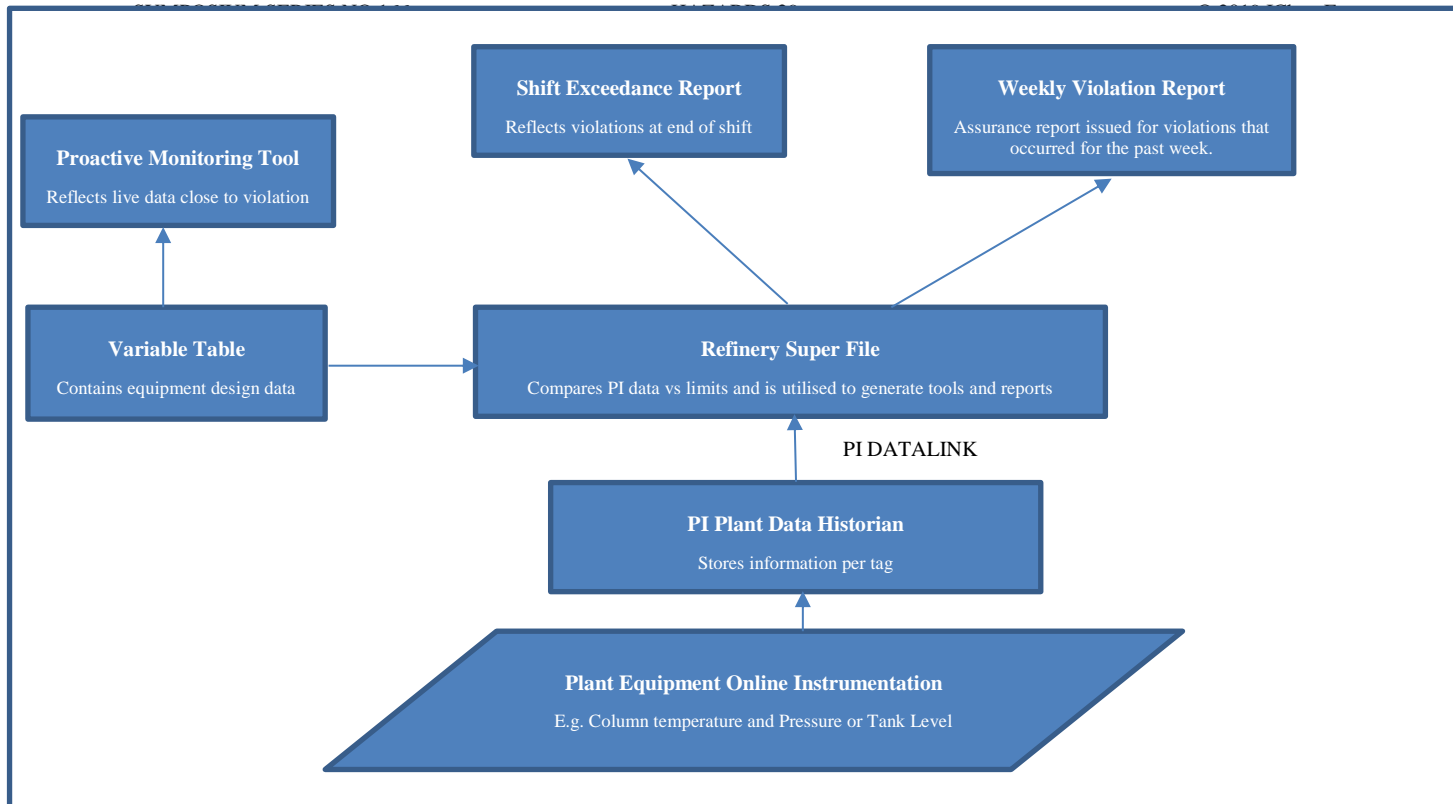 Shift Exceedance Report
Reflects violations at end of shift
Weekly Violation Report
Assurance report issued for violations that
occurred for the past week.
Proactive Monitoring Tool
Reflects live data close to violation
Variable Table
Contains equipment design data
Refinery Super File
Compares PI data vs limits and is utilised to generate tools and reports
PI DATALINK
PI Plant Data Historian
Stores information per tag
Plant Equipment Online Instrumentation
E.g. Column temperature and Pressure or Tank Level